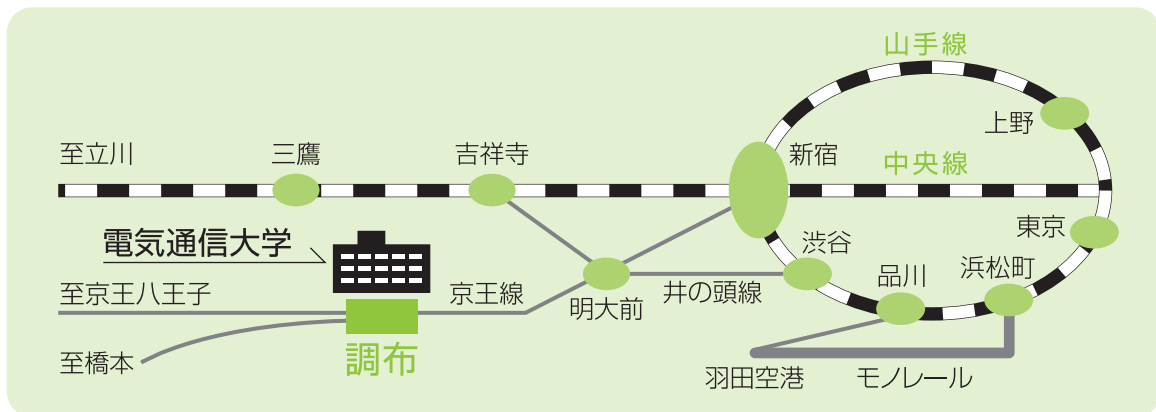 山手線
上野
至立川
三鷹
吉祥寺
新宿
中央線
電気通信大学
東京
渋谷
品川
浜松町
至京王八王子
京王線
明大前
井の頭線
至橋本
調布
羽田空港
モノレール